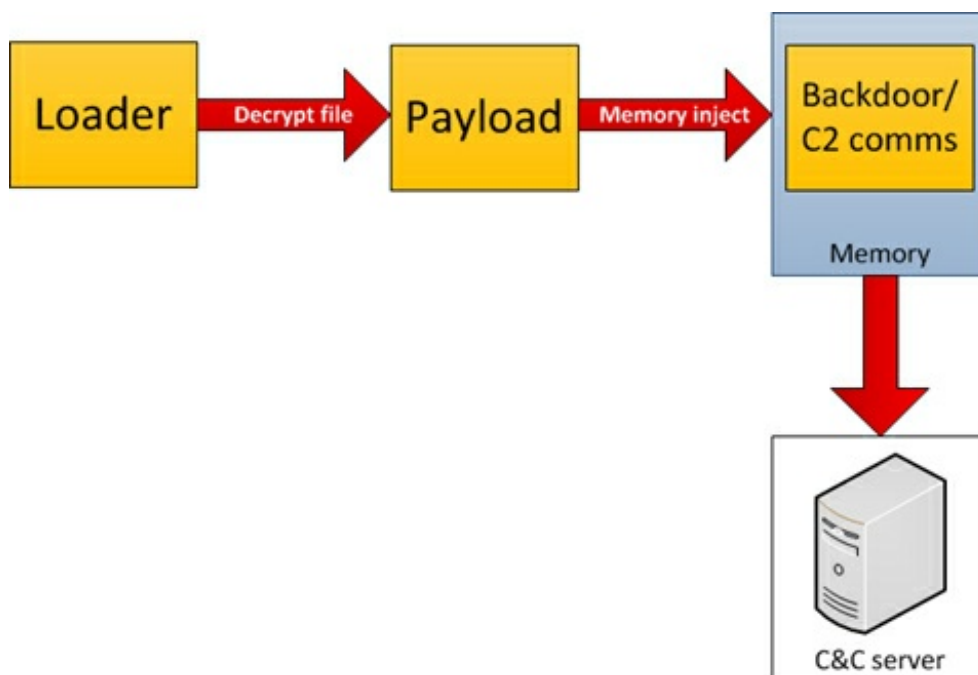 Loader
Decrypt file
Payload
Memory inject
Backdoor/
C2 comms
Memory
C&C server